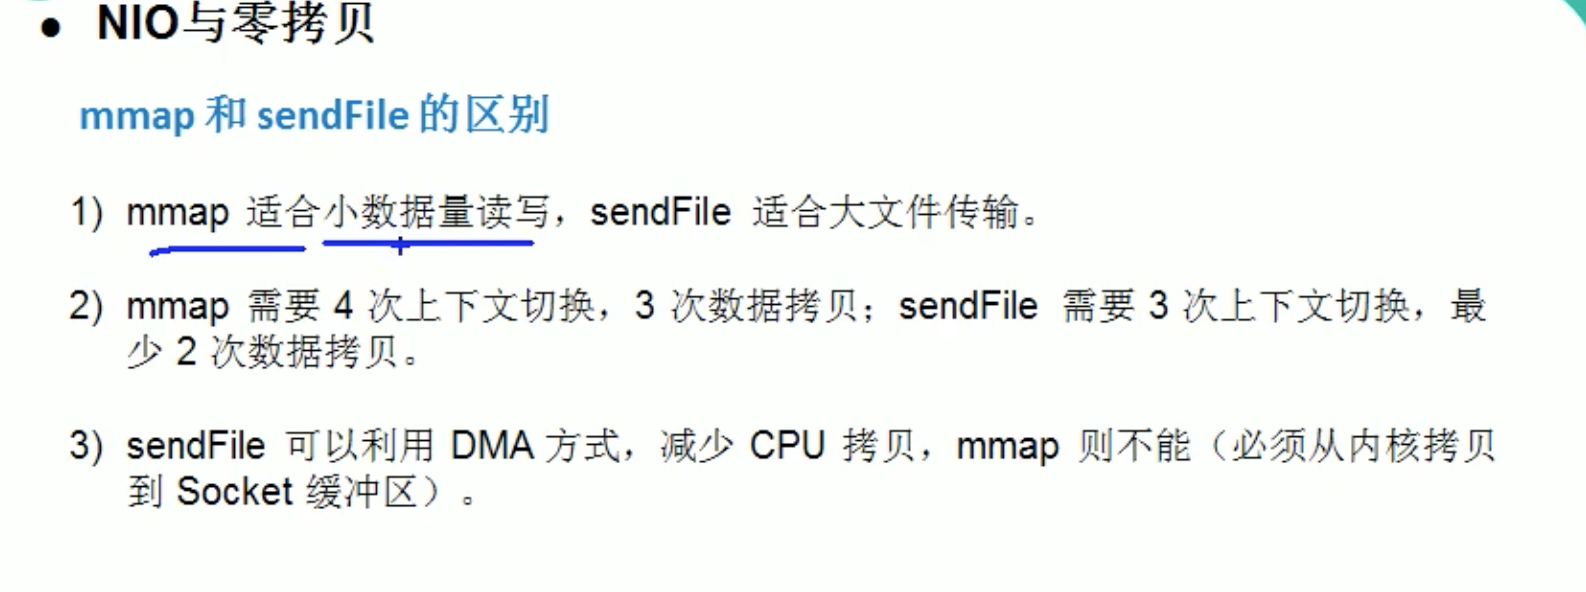 ● NIO与零拷贝
mmap 和 sendFile 的区别
1) mmap 适合小数据量读写，sendFile 适合大文件传输。
2) mmap 需要 4 次上下文切换，3 次数据拷贝；sendFile 需要 3 次上下文切换，最
少 2 次数据拷贝。
3) sendFile 可以利用 DMA 方式，减少 CPU 拷贝，mmap 则不能（必须从内核拷贝
到 Socket 缓冲区）。